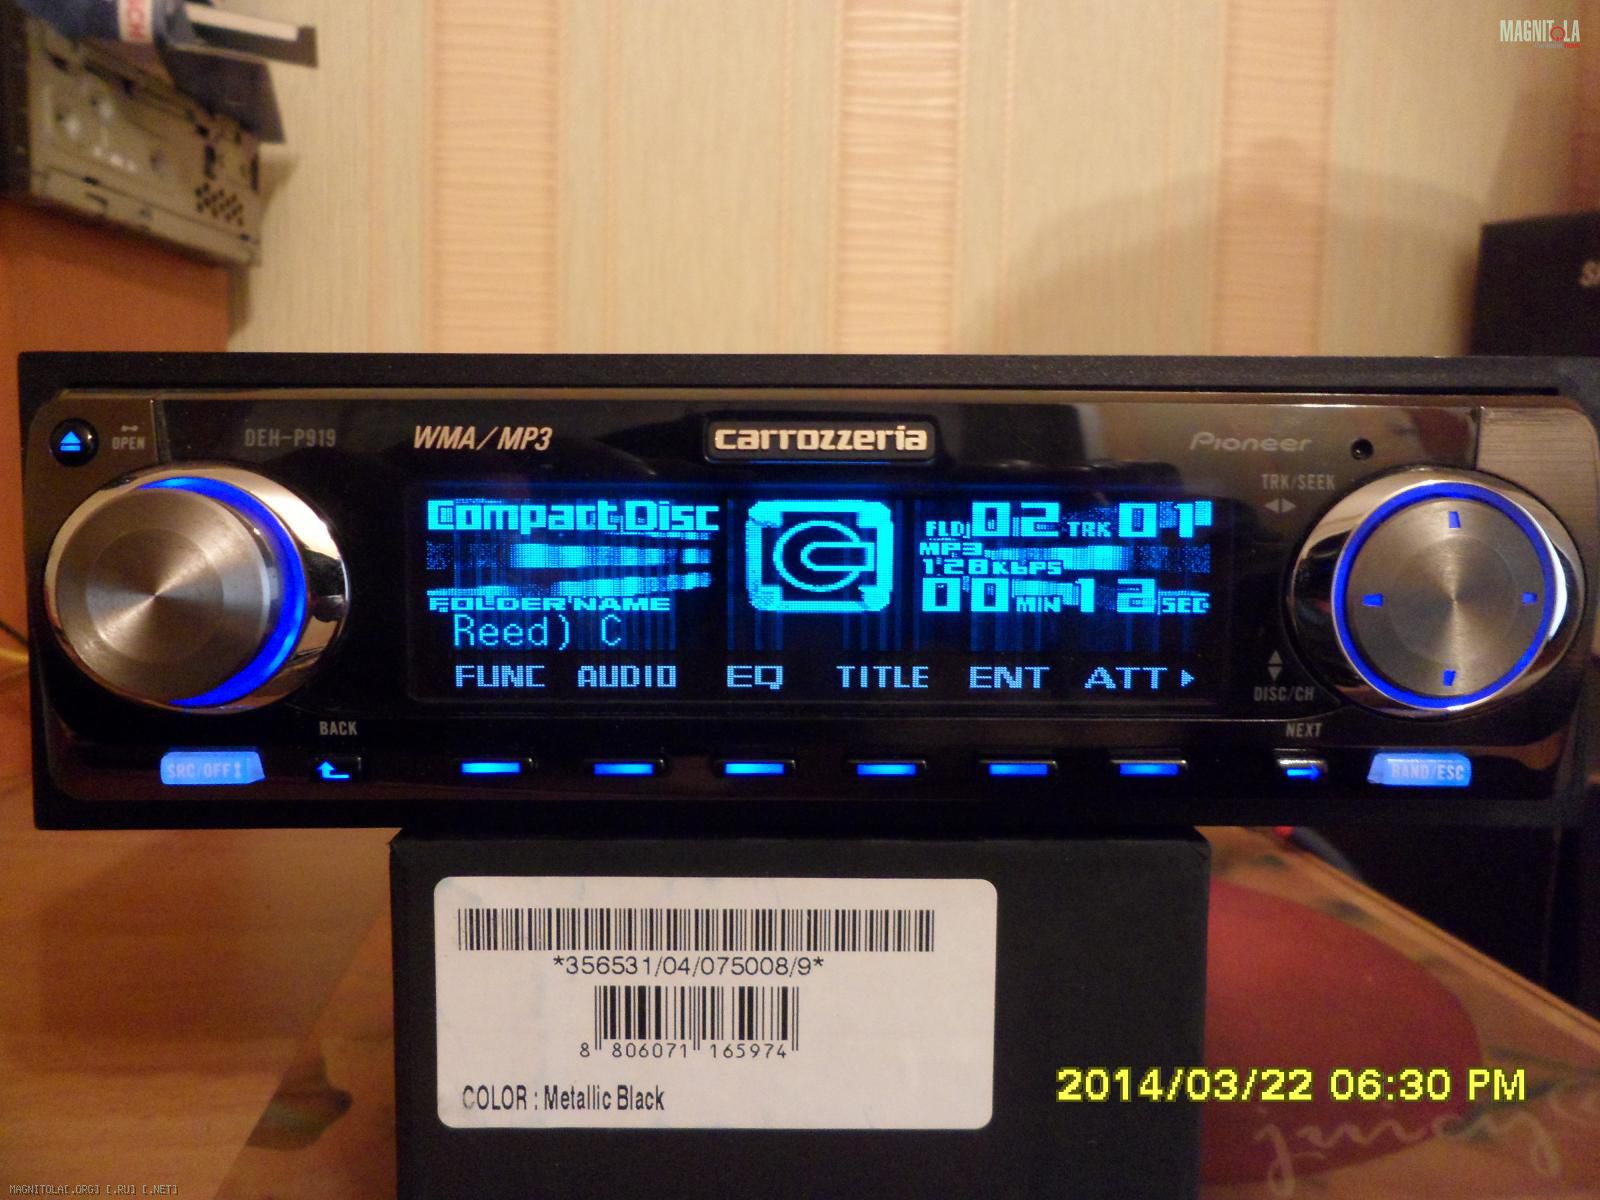 MAGNITOLA
OPEN
DEH-P919
WMA/MP3
carrozzeria
Pioneer
TRK/SEEK
Compact Disc
FLD 02 TRK 01
MP3
128kbps
00 MIN 13 SEC
FOLDER NAME
Reed) C
FUNC AUDIO EQ TITLE ENT ATT
DISC/CH
BACK
NEXT
SRC/OFF
BAND/ESC
*356531/04/075008/9*
8 806071 165974
COLOR : Metallic Black
2014/03/22 06:30 PM
juicy
MAGNITOLA[.ORG] [.RU] [.NET]